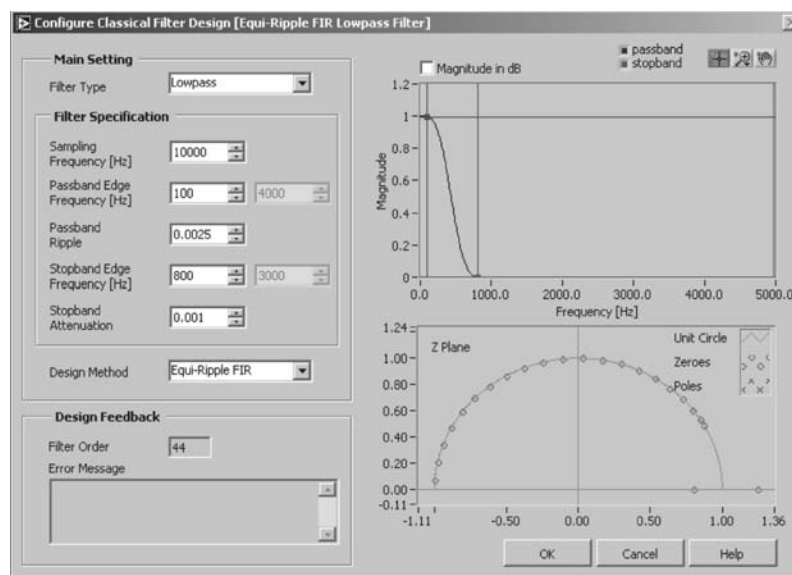 Configure Classical Filter Design [Equi-Ripple FIR Lowpass Filter]
Main Setting
Filter Type
Lowpass
Filter Specification
Sampling
Frequency [Hz]
10000
Passband Edge
Frequency [Hz]
100
4000
Passband
Ripple
0.0025
Stopband Edge
Frequency [Hz]
800
3000
Stopband
Attenuation
0.001
Design Method
Equi-Ripple FIR
Design Feedback
Filter Order
44
Error Message
Magnitude in dB
passband
stopband
Magnitude
1.2
1
0.8
0.6
0.4
0.2
0
0.0
1000.0
2000.0
3000.0
4000.0
5000.0
Frequency [Hz]
Z Plane
Unit Circle
Zeroes
Poles
1.24
1.00
0.80
0.60
0.40
0.20
0.00
-0.11
-1.11
-0.50
0.00
0.50
1.00
1.36
OK
Cancel
Help